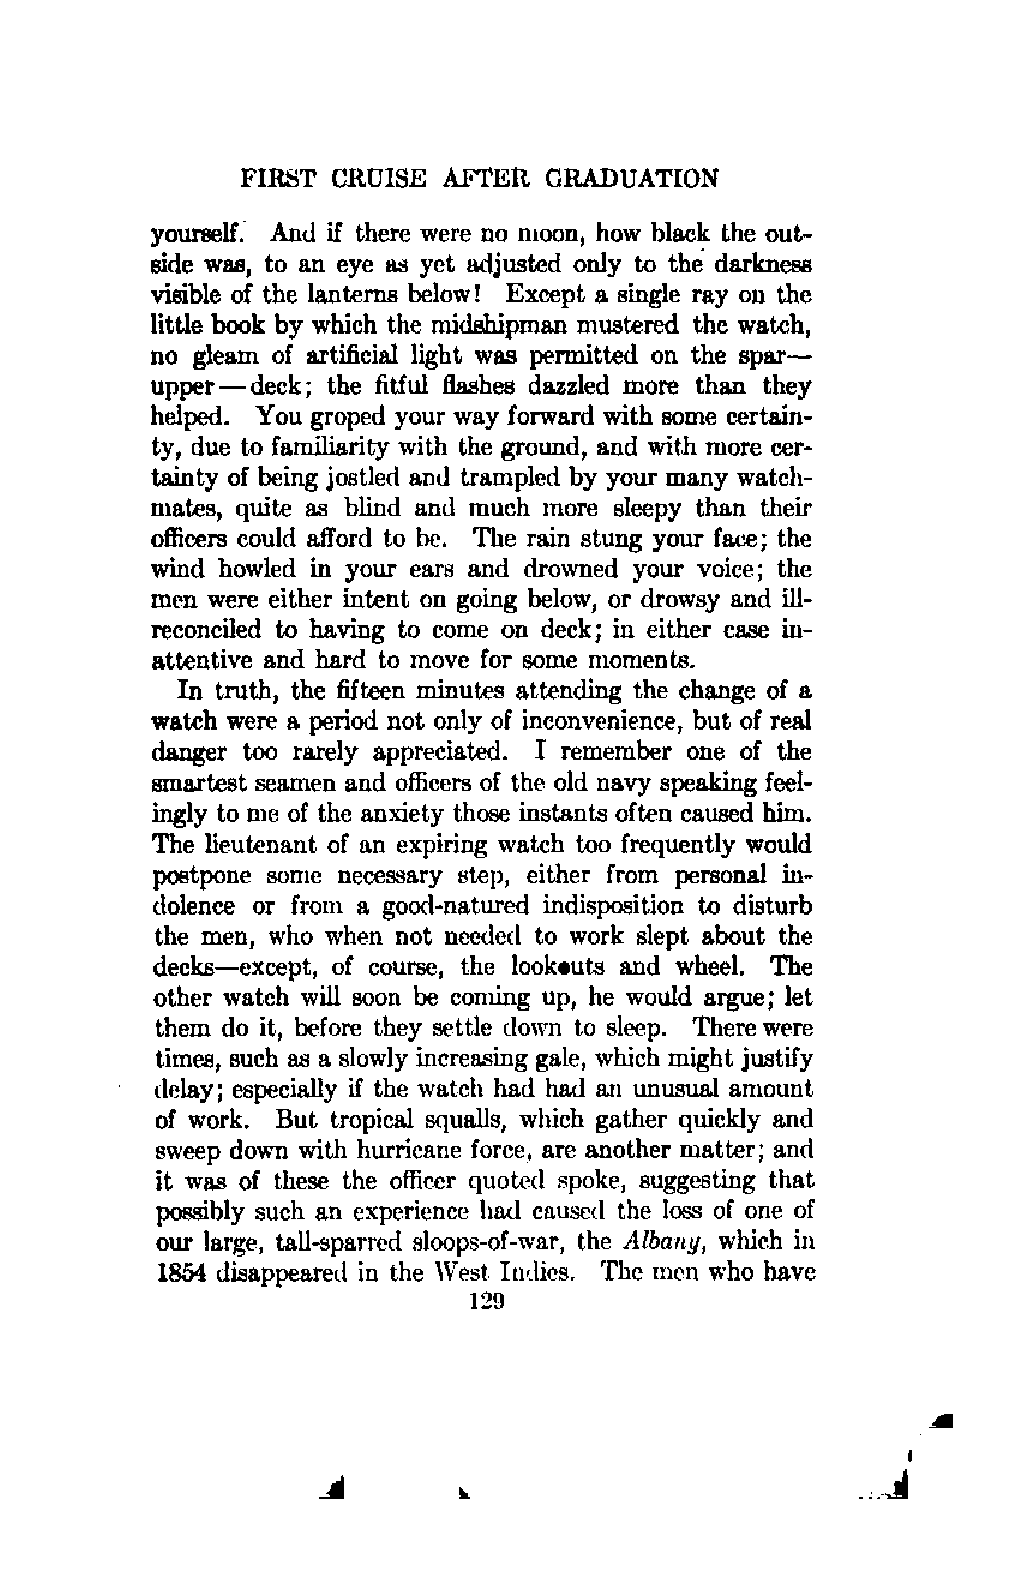 FIRST CRUISE AFTER GRADUATION
yourself. And if there were no moon, how black the out-
side was, to an eye as yet adjusted only to the darkness
visible of the lanterns below! Except a single ray on the
little book by which the midshipman mustered the watch,
no gleam of artificial light was permitted on the spar—
upper—deck; the fitful flashes dazzled more than they
helped. You groped your way forward with some certain-
ty, due to familiarity with the ground, and with more cer-
tainty of being jostled and trampled by your many watch-
mates, quite as blind and much more sleepy than their
officers could afford to be. The rain stung your face; the
wind howled in your ears and drowned your voice; the
men were either intent on going below, or drowsy and ill-
reconciled to having to come on deck; in either case in-
attentive and hard to move for some moments.
In truth, the fifteen minutes attending the change of a
watch were a period not only of inconvenience, but of real
danger too rarely appreciated. I remember one of the
smartest seamen and officers of the old navy speaking feel-
ingly to me of the anxiety those instants often caused him.
The lieutenant of an expiring watch too frequently would
postpone some necessary step, either from personal in-
dolence or from a good-natured indisposition to disturb
the men, who when not needed to work slept about the
decks—except, of course, the lookouts and wheel. The
other watch will soon be coming up, he would argue; let
them do it, before they settle down to sleep. There were
times, such as a slowly increasing gale, which might justify
delay; especially if the watch had had an unusual amount
of work. But tropical squalls, which gather quickly and
sweep down with hurricane force, are another matter; and
it was of these the officer quoted spoke, suggesting that
possibly such an experience had caused the loss of one of
our large, tall-sparred sloops-of-war, the Albany, which in
1854 disappeared in the West Indies. The men who have
129